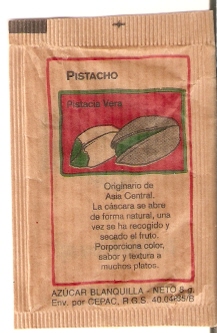 PISTACHO
Pistacia Vera
Originario de
Asia Central.
La cáscara se abre
de forma natural, una
vez se ha recogido y
secado el fruto.
Porporciona color,
sabor y textura a
muchos platos.
AZÚCAR BLANQUILLA - NETO 8 g.
Env. por CEPAC, R.G.S. 40.04.38/B